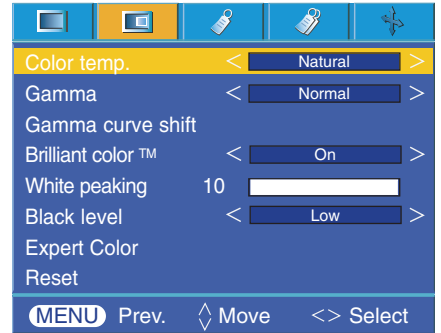 Color temp. < Natural >
Gamma < Normal >
Gamma curve shift
Brilliant color TM < On >
White peaking 10
Black level < Low >
Expert Color
Reset
MENU Prev. Move <> Select